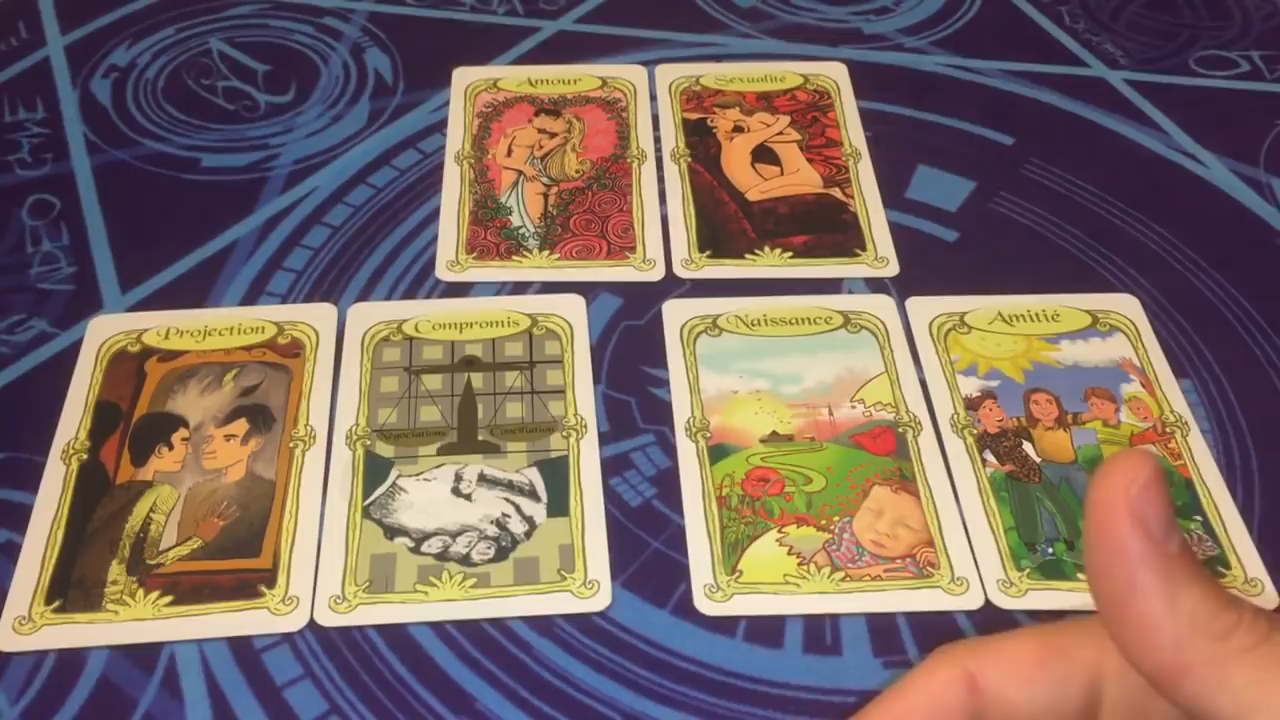 Amour
Sexualité
Projection
Compromis
Négociations
Conciliation
Naissance
Amitié